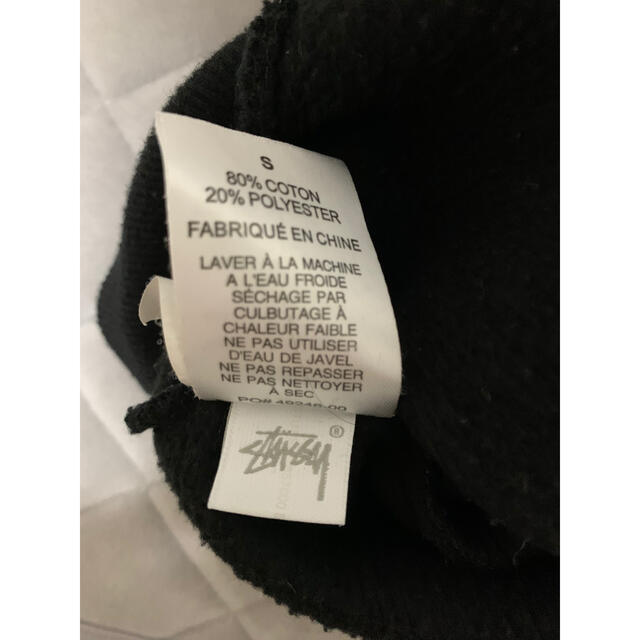 S
80% COTON
20% POLYESTER
FABRIQUÉ EN CHINE
LAVER À LA MACHINE
A L'EAU FROIDE
SÉCHAGE PAR
CULBUTAGE À
CHALEUR FAIBLE
NE PAS UTILISER
D'EAU DE JAVEL
NE PAS REPASSER
NE PAS NETTOYER
À SEC
STÜSSY ®